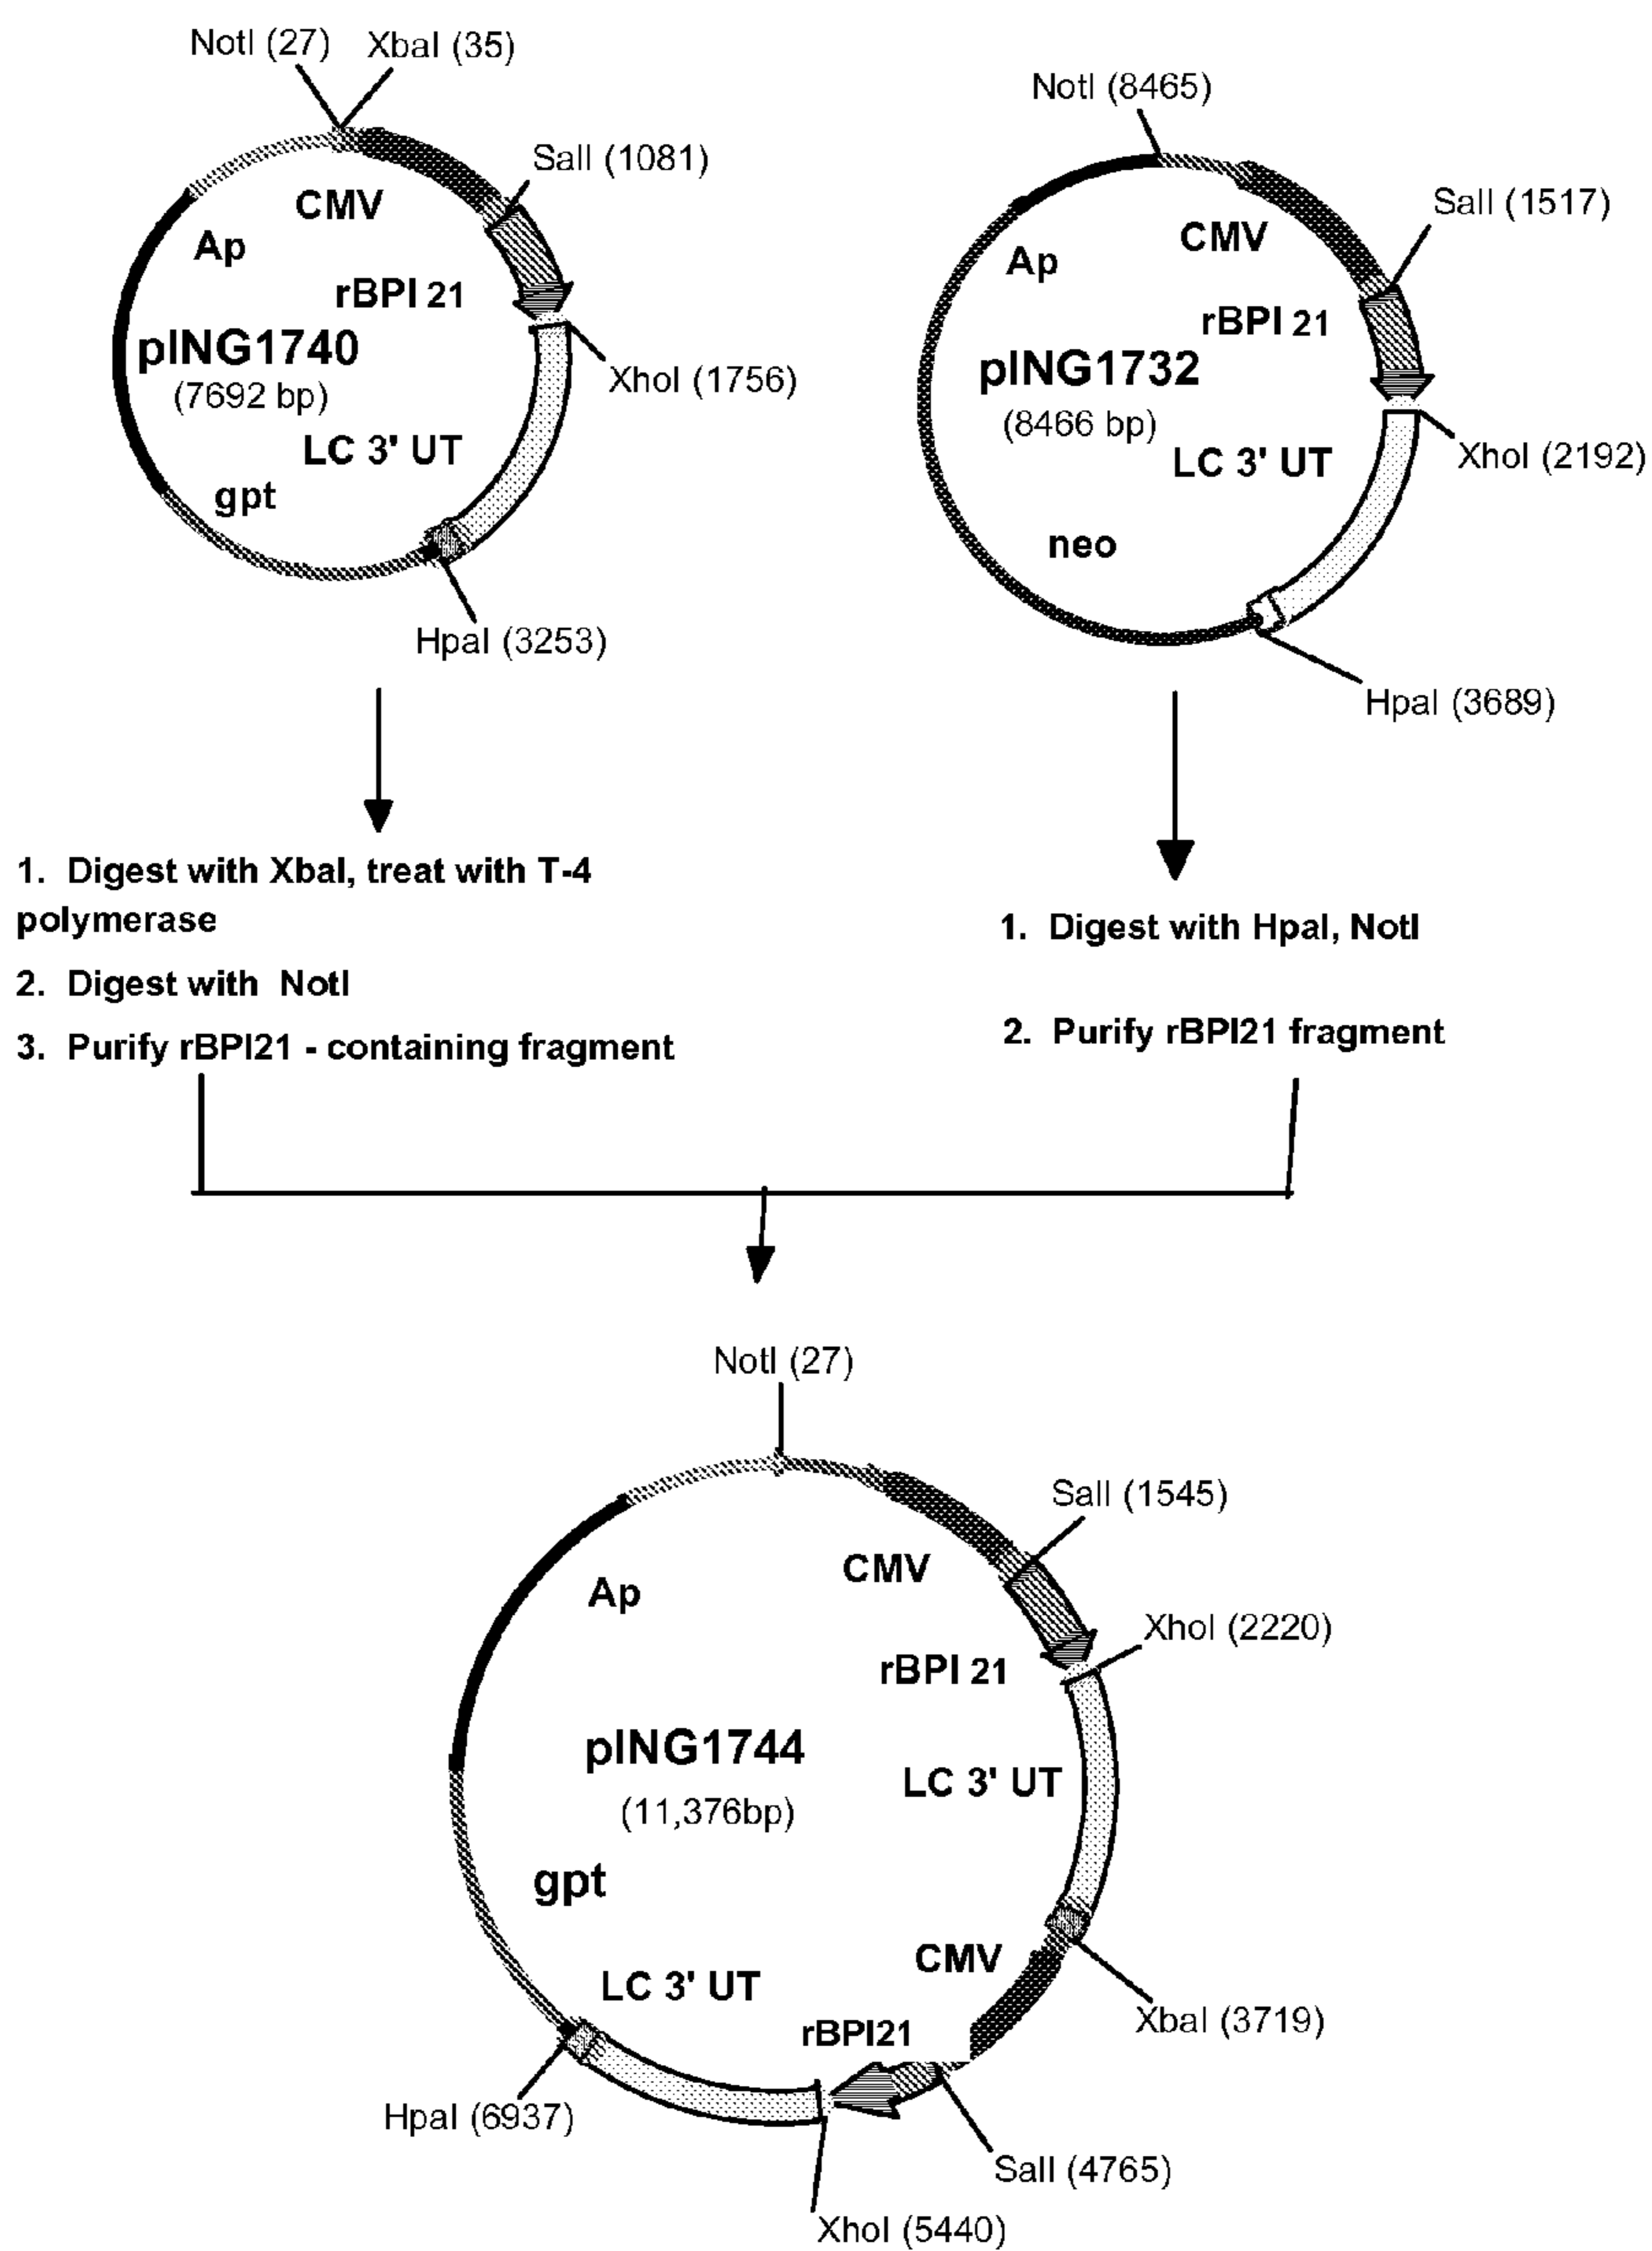 NotI (27)
XbaI (35)
SalI (1081)
CMV
Ap
rBPI 21
pING1740
(7692 bp)
XhoI (1756)
LC 3' UT
gpt
HpaI (3253)
NotI (8465)
SalI (1517)
CMV
Ap
rBPI 21
pING1732
(8466 bp)
XhoI (2192)
LC 3' UT
neo
HpaI (3689)
1. Digest with XbaI, treat with T-4
polymerase
2. Digest with NotI
3. Purify rBPI21 - containing fragment
1. Digest with HpaI, NotI
2. Purify rBPI21 fragment
NotI (27)
SalI (1545)
CMV
Ap
XhoI (2220)
rBPI 21
pING1744
(11,376bp)
LC 3' UT
gpt
CMV
LC 3' UT
XbaI (3719)
rBPI21
HpaI (6937)
SalI (4765)
XhoI (5440)